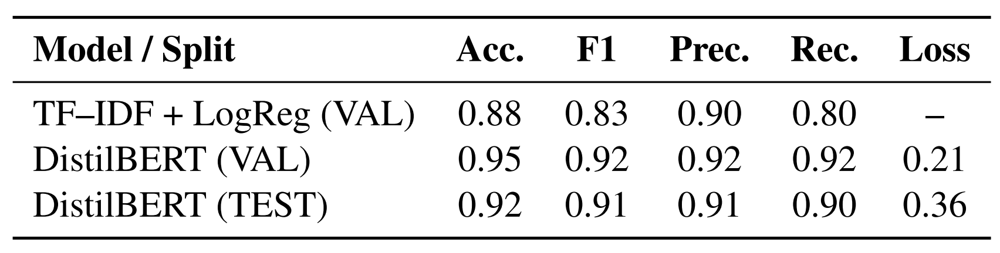 Model / Split Acc. F1 Prec. Rec. Loss
TF–IDF + LogReg (VAL) 0.88 0.83 0.90 0.80 –
DistilBERT (VAL) 0.95 0.92 0.92 0.92 0.21
DistilBERT (TEST) 0.92 0.91 0.91 0.90 0.36